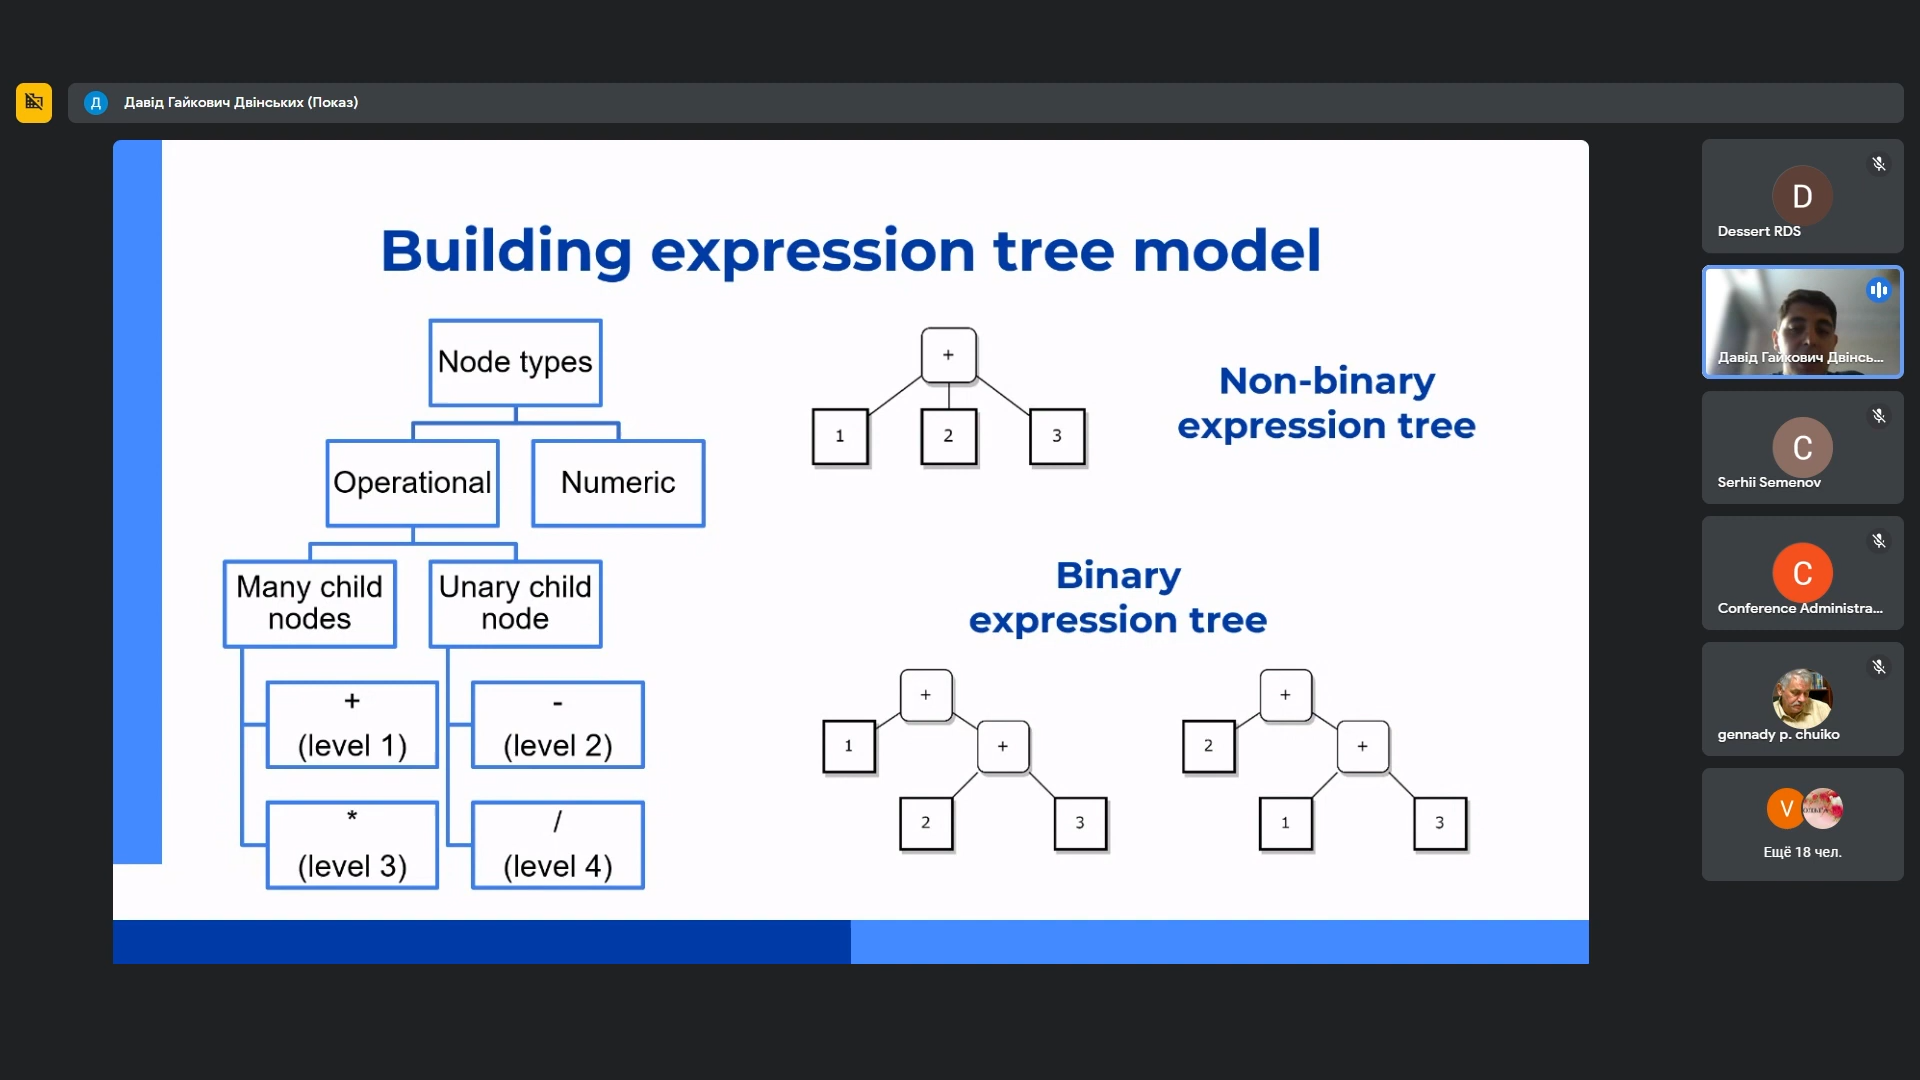 Д
Давід Гайкович Двінських (Показ)
Building expression tree model
Node types
Operational
Numeric
Many child
nodes
Unary child
node
+
(level 1)
-
(level 2)
*
(level 3)
/
(level 4)
+
1
2
3
Non-binary
expression tree
Binary
expression tree
+
1
+
2
3
+
2
+
1
3
D
Dessert RDS
Давід Гайкович Двінсь...
C
Serhii Semenov
C
Conference Administra...
gennady p. chuiko
V
Ещё 18 чел.